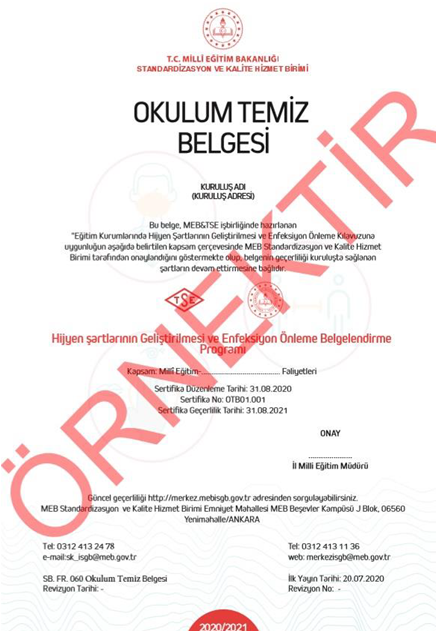 T.C. MİLLİ EĞİTİM BAKANLIĞI
STANDARDİZASYON VE KALİTE HİZMET BİRİMİ
OKULUM TEMİZ
BELGESİ
KURULUŞ ADI
(KURULUŞ ADRESİ)
Bu belge, MEB&TSE işbirliğinde hazırlanan
"Eğitim Kurumlarında Hijyen Şartlarının Geliştirilmesi ve Enfeksiyon Önleme Kılavuzuna
uygunluğun aşağıda belirtilen kapsam çerçevesinde MEB Standardizasyon ve Kalite Hizmet
Birimi tarafından onaylandığını göstermekte olup, belgenin geçerliliği kuruluşta sağlanan
şartların devam ettirmesine bağlıdır.
TSE
Hijyen şartlarının Geliştirilmesi ve Enfeksiyon Önleme Belgelendirme
Programı
Kapsam: Millî Eğitim-................................... Faliyetleri
Sertifika Düzenleme Tarihi: 31.08.2020
Sertifika No: OTB01.001
Sertifika Geçerlilik Tarihi: 31.08.2021
ONAY
....................
İl Milli Eğitim Müdürü
Güncel geçerliliği http://merkez.mebisgb.gov.tr adresinden sorgulayabilirsiniz.
MEB Standardizasyon ve Kalite Hizmet Birimi Emniyet Mahallesi MEB Beşevler Kampüsü J Blok, 06560
Yenimahalle/ANKARA
Tel: 0312 413 24 78
e-mail:sk_isgb@meb.gov.tr
Tel: 0312 413 11 36
web: merkezisgb@meb.gov.tr
SB. FR. 060 Okulum Temiz Belgesi
Revizyon Tarihi: -
İlk Yayın Tarihi: 20.07.2020
Revizyon No: -
2020/2021
ÖRNEKTİR